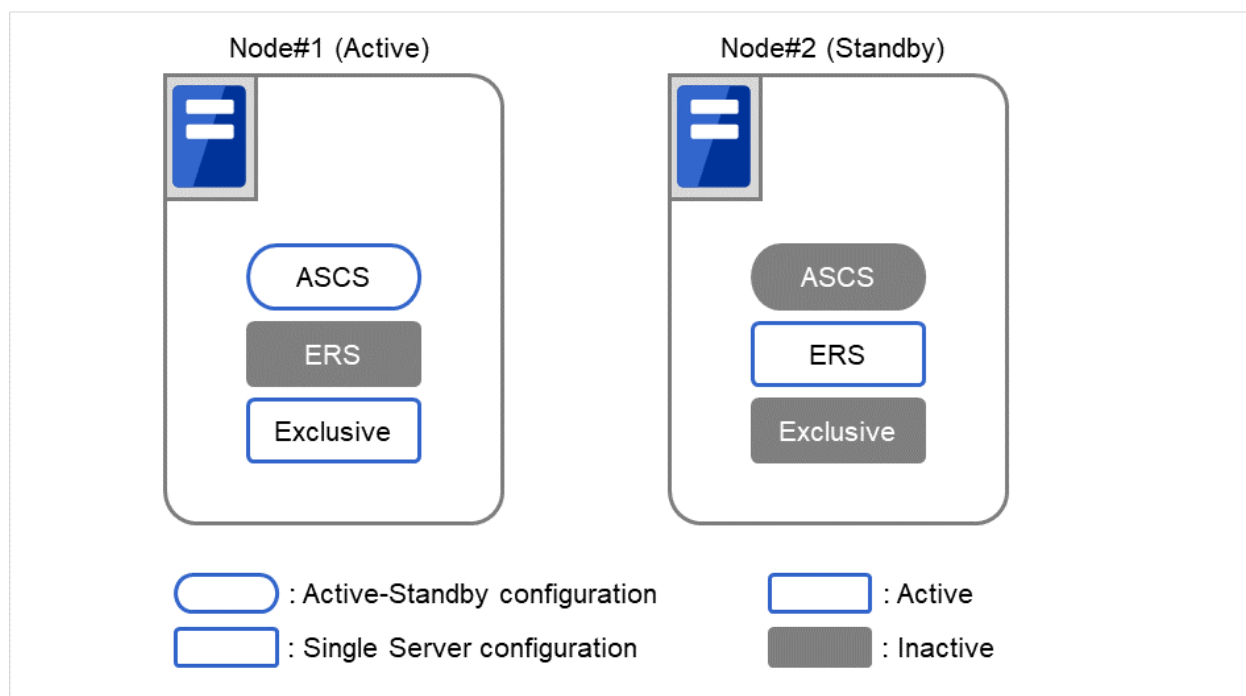 Node#1 (Active)
Node#2 (Standby)
ASCS
ERS
Exclusive
ASCS
ERS
Exclusive
: Active-Standby configuration
: Active
: Single Server configuration
: Inactive